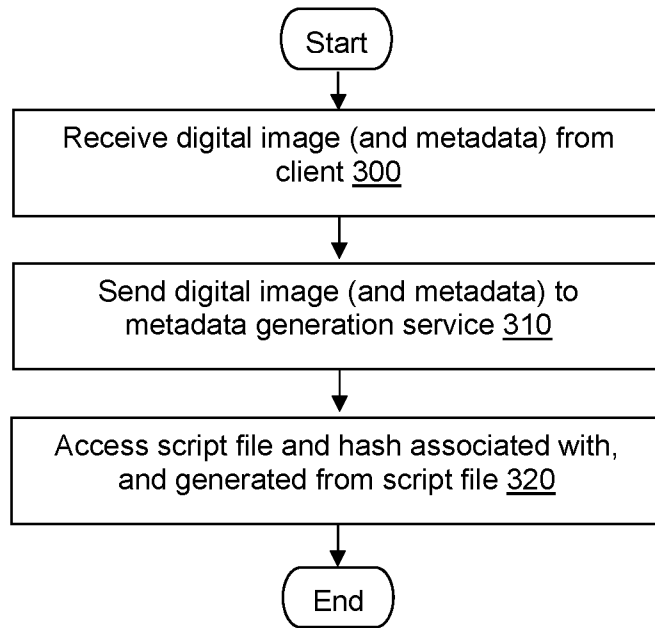 Start
Receive digital image (and metadata) from
client 300
Send digital image (and metadata) to
metadata generation service 310
Access script file and hash associated with,
and generated from script file 320
End